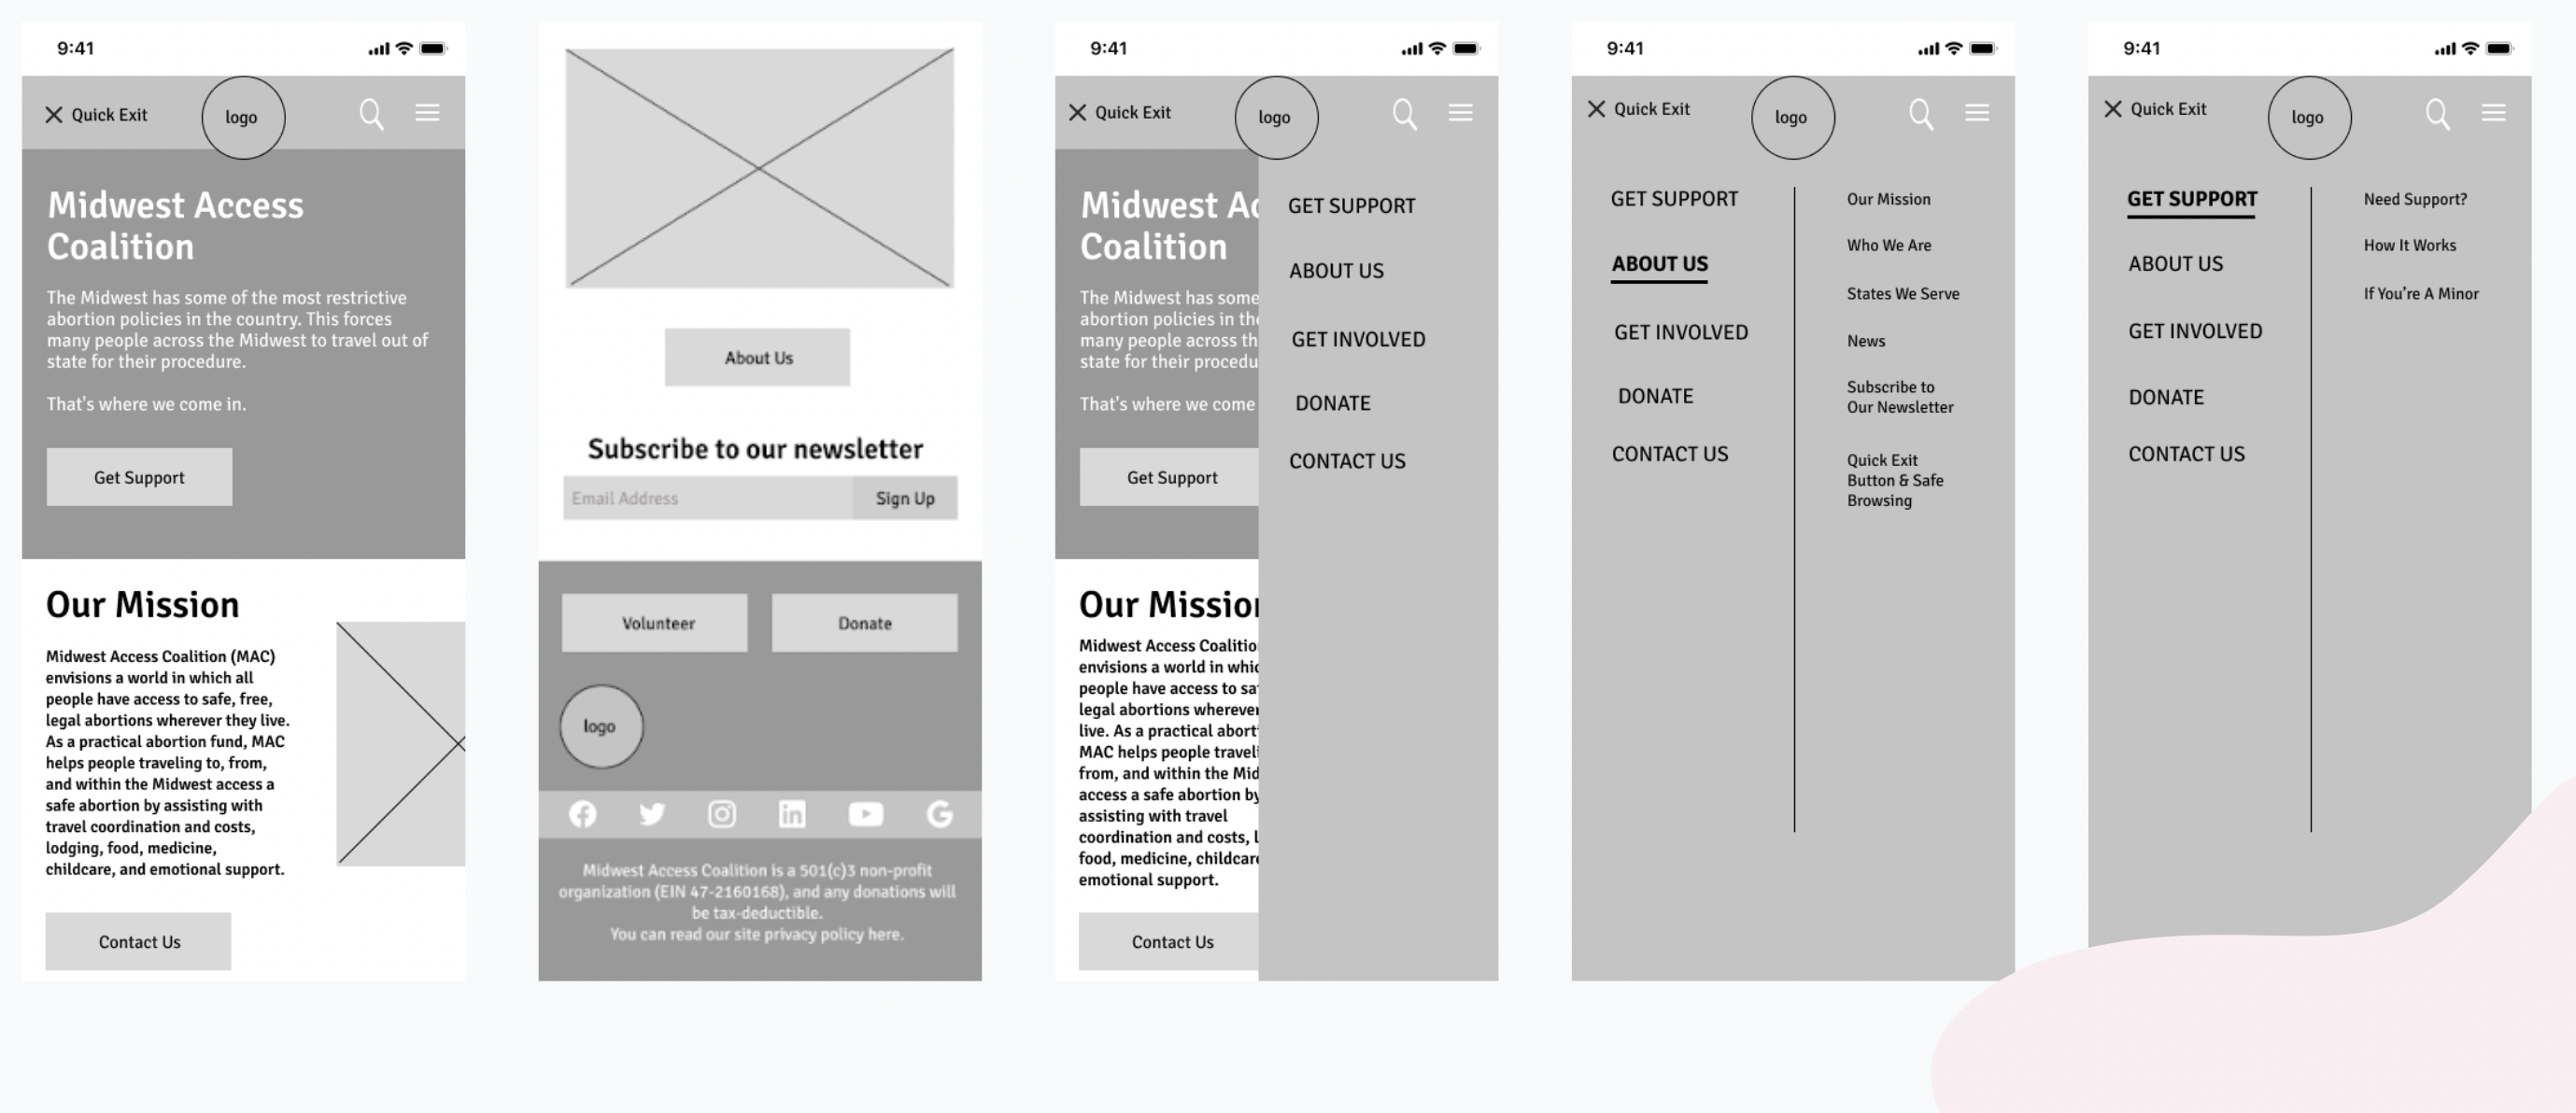 9:41
Quick Exit
logo
Midwest Access
Coalition
The Midwest has some of the most restrictive
abortion policies in the country. This forces
many people across the Midwest to travel out of
state for their procedure.
That's where we come in.
Get Support
Our Mission
Midwest Access Coalition (MAC)
envisions a world in which all
people have access to safe, free,
legal abortions wherever they live.
As a practical abortion fund, MAC
helps people traveling to, from,
and within the Midwest access a
safe abortion by assisting with
travel coordination and costs,
lodging, food, medicine,
childcare, and emotional support.
Contact Us
About Us
Subscribe to our newsletter
Email Address
Sign Up
Volunteer
Donate
logo
Midwest Access Coalition is a 501(c)3 non-profit
organization (EIN 47-2160168), and any donations will
be tax-deductible.
You can read our site privacy policy here.
9:41
Quick Exit
logo
Midwest Ac
Coalition
The Midwest has some
abortion policies in the
many people across th
state for their procedu
That's where we come
Get Support
Our Mission
Midwest Access Coalitio
envisions a world in whic
people have access to saf
legal abortions wherever
live. As a practical abort
MAC helps people traveli
from, and within the Mid
access a safe abortion by
assisting with travel
coordination and costs, l
food, medicine, childcare
emotional support.
Contact Us
GET SUPPORT
ABOUT US
GET INVOLVED
DONATE
CONTACT US
9:41
Quick Exit
logo
GET SUPPORT
ABOUT US
GET INVOLVED
DONATE
CONTACT US
Our Mission
Who We Are
States We Serve
News
Subscribe to
Our Newsletter
Quick Exit
Button & Safe
Browsing
9:41
Quick Exit
logo
GET SUPPORT
ABOUT US
GET INVOLVED
DONATE
CONTACT US
Need Support?
How It Works
If You're A Minor